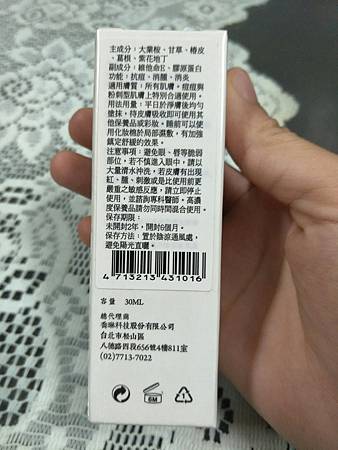 主成分：大葉桉、甘草、椿皮
、葛根、紫花地丁
副成分：維他命E、膠原蛋白
功能：抗痘、消腫、消炎
適用膚質：所有肌膚。痘痘與
粉刺型肌膚上特別合適使用。
用法用量：平日於淨膚後均勻
塗抹，待皮膚吸收即可使用其
他保養品或彩妝。睡前可以使
用化妝棉於局部濕敷，有加強
鎮定舒緩的效果。
注意事項：避免眼、唇等脆弱
部位，若不慎進入眼中，請以
大量清水沖洗。若皮膚有出現
紅、腫、刺激或是比使用前更
嚴重之敏感反應，請立即停止
使用，並諮詢專科醫師。高濃
度保養品請勿同時間混合使用。
保存期限：
未開封2年，開封6個月。
保存方法：置於陰涼通風處，
避免陽光直曬。
4713213431016
容量 30ML
總代理商
喬琳科技股份有限公司
台北市松山區
八德路四段656號4樓811室
(02)7713-7022
6M
1